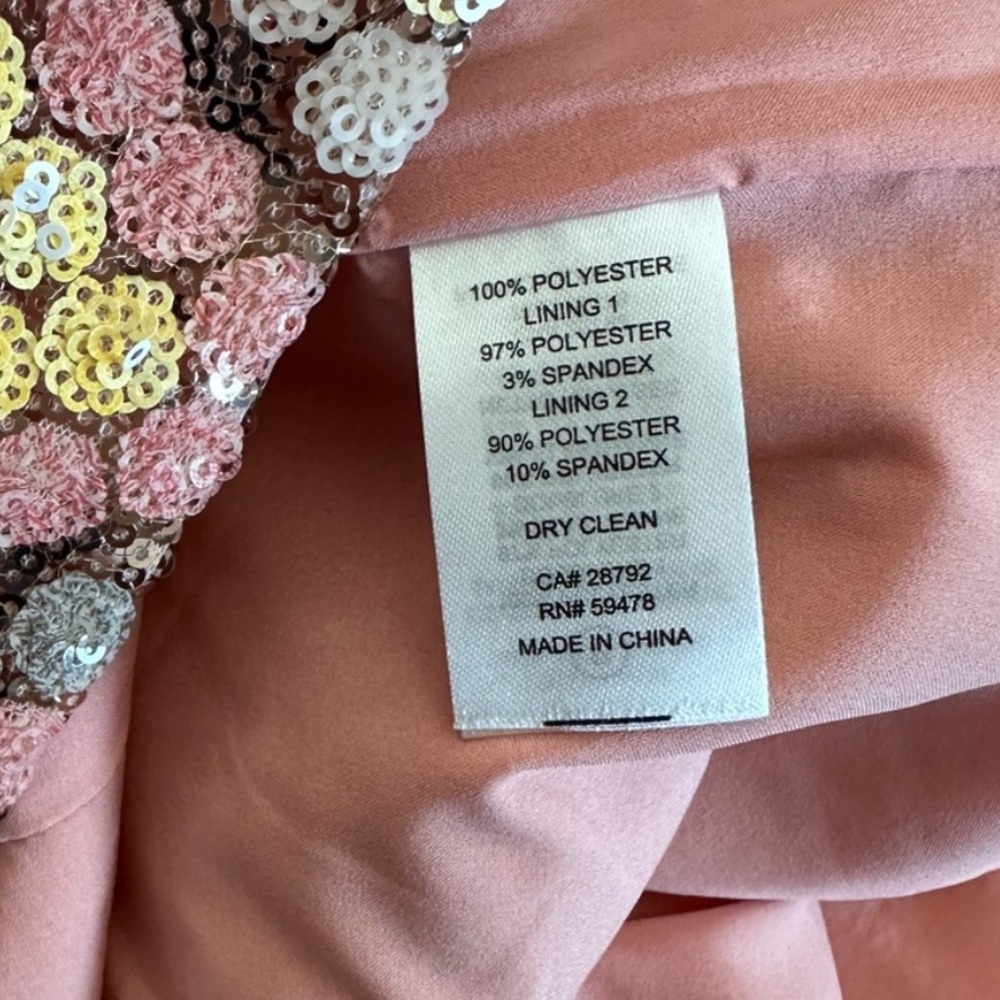 100% POLYESTER
LINING 1
97% POLYESTER
3% SPANDEX
LINING 2
90% POLYESTER
10% SPANDEX
DRY CLEAN
CA# 28792
RN# 59478
MADE IN CHINA